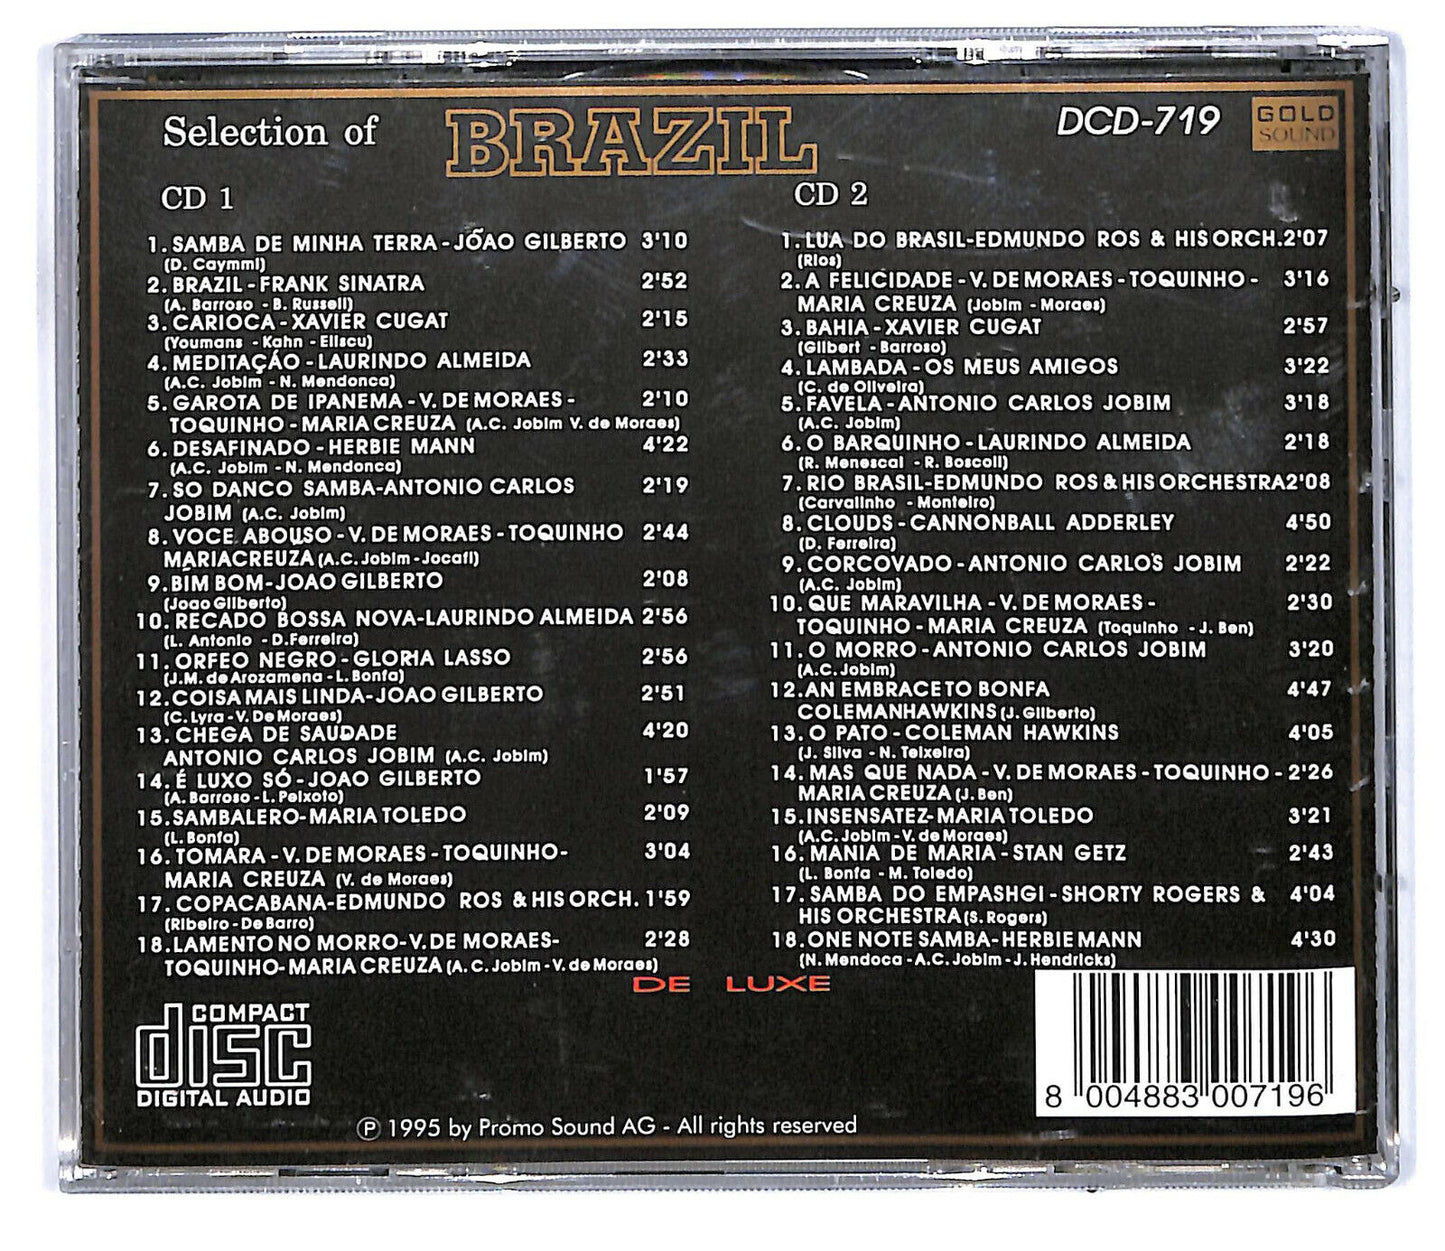 Selection of BRAZIL
DCD-719
GOLD
SOUND
CD 1
1. SAMBA DE MINHA TERRA-JÓAO GILBERTO 3'10
(D. Caymmi)
2. BRAZIL-FRANK SINATRA 2'52
(A. Barroso - B. Russell)
3. CARIOCA-XAVIER CUGAT 2'15
(Youmans - Kahn - Eliscu)
4. MEDITAÇÁO-LAURINDO ALMEIDA 2'33
(A.C. Jobim - N. Mendonca)
5. GAROTA DE IPANEMA-V. DE MORAES- 2'10
TOQUINHO-MARIA CREUZA (A.C. Jobim V. de Moraes)
6. DESAFINADO-HERBIE MANN 4'22
(A.C. Jobim - N. Mendonca)
7. SO DANCO SAMBA-ANTONIO CARLOS 2'19
JOBIM (A.C. Jobim)
8. VOCE ABOUSO-V. DE MORAES-TOQUINHO 2'44
MARIACREUZA (A.C. Jobim-Jocafi)
9. BIM BOM-JOAO GILBERTO 2'08
(Joao Gilberto)
10. RECADO BOSSA NOVA-LAURINDO ALMEIDA 2'56
(L. Antonio - D. Ferreira)
11. ORFEO NEGRO-GLORIA LASSO 2'56
(J.M. de Arozamena-L. Bonfa)
12. COISA MAIS LINDA-JOAO GILBERTO 2'51
(C. Lyra-V. De Moraes)
13. CHEGA DE SAUDADE 4'20
ANTONIO CARLOS JOBIM (A.C. Jobim)
14. É LUXO SÓ-JOAO GILBERTO 1'57
(A. Barroso-L. Peixoto)
15. SAMBALERO-MARIA TOLEDO 2'09
(L. Bonfa)
16. TOMARA-V. DE MORAES-TOQUINHO- 3'04
MARIA CREUZA (V. de Moraes)
17. COPACABANA-EDMUNDO ROS & HIS ORCH. 1'59
(Ribeiro-De Barro)
18. LAMENTO NO MORRO-V. DE MORAES- 2'28
TOQUINHO-MARIA CREUZA (A.C. Jobim-V. de Moraes)
CD 2
1. LUA DO BRASIL-EDMUNDO ROS & HIS ORCH. 2'07
(Rios)
2. A FELICIDADE-V. DE MORAES-TOQUINHO- 3'16
MARIA CREUZA (Jobim - Moraes)
3. BAHIA-XAVIER CUGAT 2'57
(Gilbert - Barroso)
4. LAMBADA-OS MEUS AMIGOS 3'22
(C. de Oliveira)
5. FAVELA-ANTONIO CARLOS JOBIM 3'18
(A.C. Jobim)
6. O BARQUINHO-LAURINDO ALMEIDA 2'18
(R. Menescal - R. Boscoli)
7. RIO BRASIL-EDMUNDO ROS & HIS ORCHESTRA 2'08
(Carvalinho - Monteiro)
8. CLOUDS-CANNONBALL ADDERLEY 4'50
(D. Ferreira)
9. CORCOVADO-ANTONIO CARLOS JOBIM 2'22
(A.C. Jobim)
10. QUE MARAVILHA-V. DE MORAES- 2'30
TOQUINHO-MARIA CREUZA (Toquinho - J. Ben)
11. O MORRO-ANTONIO CARLOS JOBIM 3'20
(A.C. Jobim)
12. AN EMBRACE TO BONFA 4'47
COLEMANHAWKINS (J. Gilberto)
13. O PATO-COLEMAN HAWKINS 4'05
(J. Silva - N. Teixeira)
14. MAS QUE NADA-V. DE MORAES-TOQUINHO- 2'26
MARIA CREUZA (J. Ben)
15. INSENSATEZ-MARIA TOLEDO 3'21
(A.C. Jobim-V. de Moraes)
16. MANIA DE MARIA-STAN GETZ 2'43
(L. Bonfa - M. Toledo)
17. SAMBA DO EMPASHGI-SHORTY ROGERS & 4'04
HIS ORCHESTRA (S. Rogers)
18. ONE NOTE SAMBA-HERBIE MANN 4'30
(N. Mendoca-A.C. Jobim-J. Hendricks)
DE LUXE
COMPACT
disc
DIGITAL AUDIO
Ⓟ 1995 by Promo Sound AG - All rights reserved
8 004883 007196